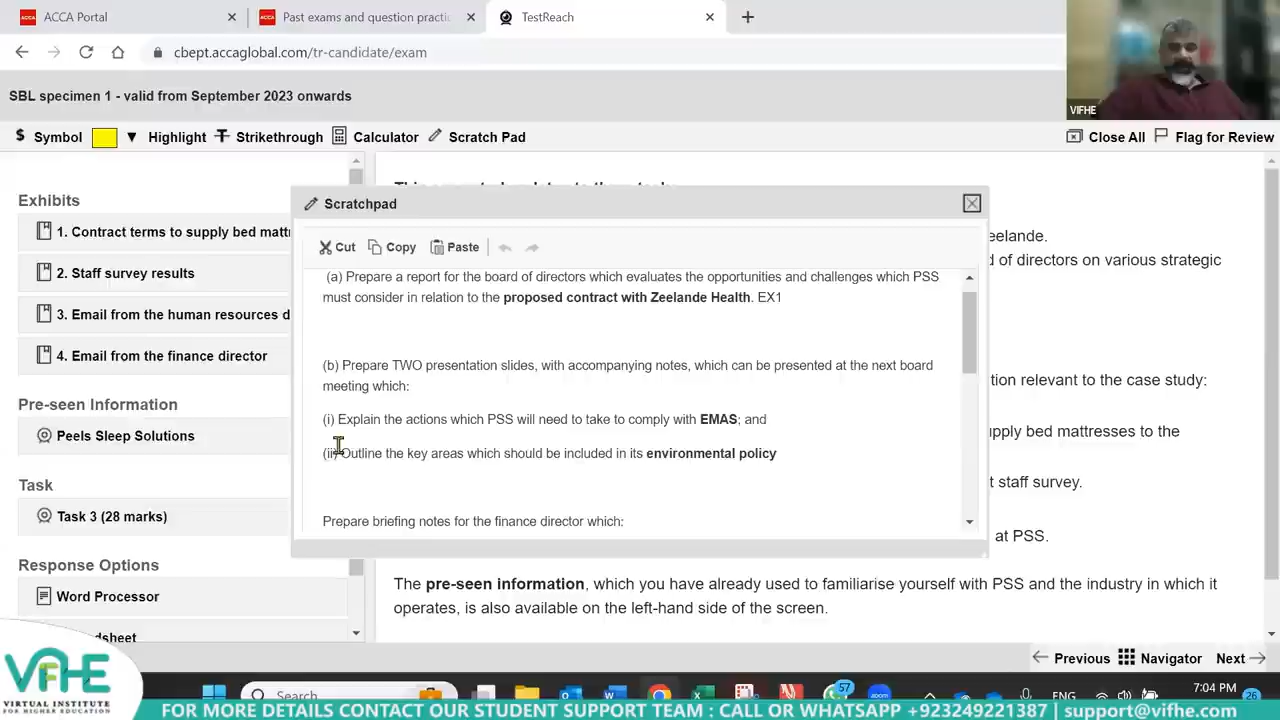 ACCA Portal
Past exams and question practi
TestReach
cbept.accaglobal.com/tr-candidate/exam
SBL specimen 1 - valid from September 2023 onwards
VIFHE
$ Symbol
Highlight
Strikethrough
Calculator
Scratch Pad
Close All
Flag for Review
Exhibits
1. Contract terms to supply bed mattr
2. Staff survey results
3. Email from the human resources d
4. Email from the finance director
Pre-seen Information
Peels Sleep Solutions
Task
Task 3 (28 marks)
Response Options
Word Processor
Scratchpad
Cut
Copy
Paste
(a) Prepare a report for the board of directors which evaluates the opportunities and challenges which PSS
must consider in relation to the proposed contract with Zeelande Health. EX1
(b) Prepare TWO presentation slides, with accompanying notes, which can be presented at the next board
meeting which:
(i) Explain the actions which PSS will need to take to comply with EMAS; and
(ii) Outline the key areas which should be included in its environmental policy
Prepare briefing notes for the finance director which:
eelande.
d of directors on various strategic
tion relevant to the case study:
upply bed mattresses to the
t staff survey.
at PSS.
The pre-seen information, which you have already used to familiarise yourself with PSS and the industry in which it
operates, is also available on the left-hand side of the screen.
Previous
Navigator
Next
Search
57
ENG
7:04 PM
26
VIFHE
VIRTUAL INSTITUTE
FOR HIGHER EDUCATION
FOR MORE DETAILS CONTACT OUR STUDENT SUPPORT TEAM : CALL OR WHATSAPP +923249221387 | support@vifhe.com